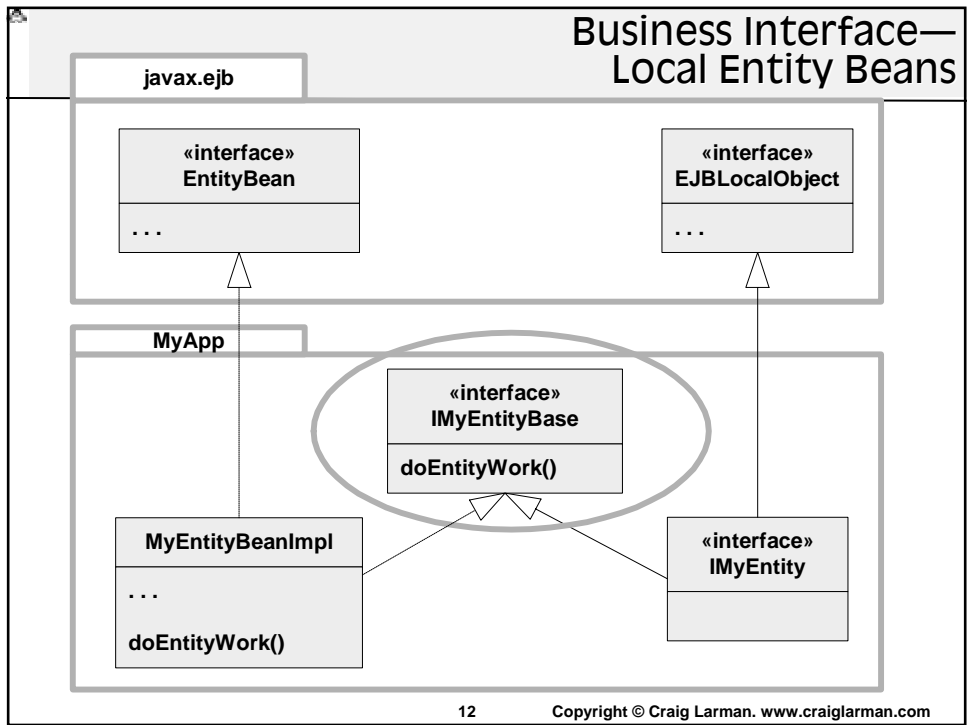 Business Interface—
Local Entity Beans
javax.ejb
«interface»
EntityBean
. . .
«interface»
EJBLocalObject
. . .
MyApp
«interface»
IMyEntityBase
doEntityWork()
MyEntityBeanImpl
. . .
doEntityWork()
«interface»
IMyEntity
12
Copyright © Craig Larman. www.craiglarman.com